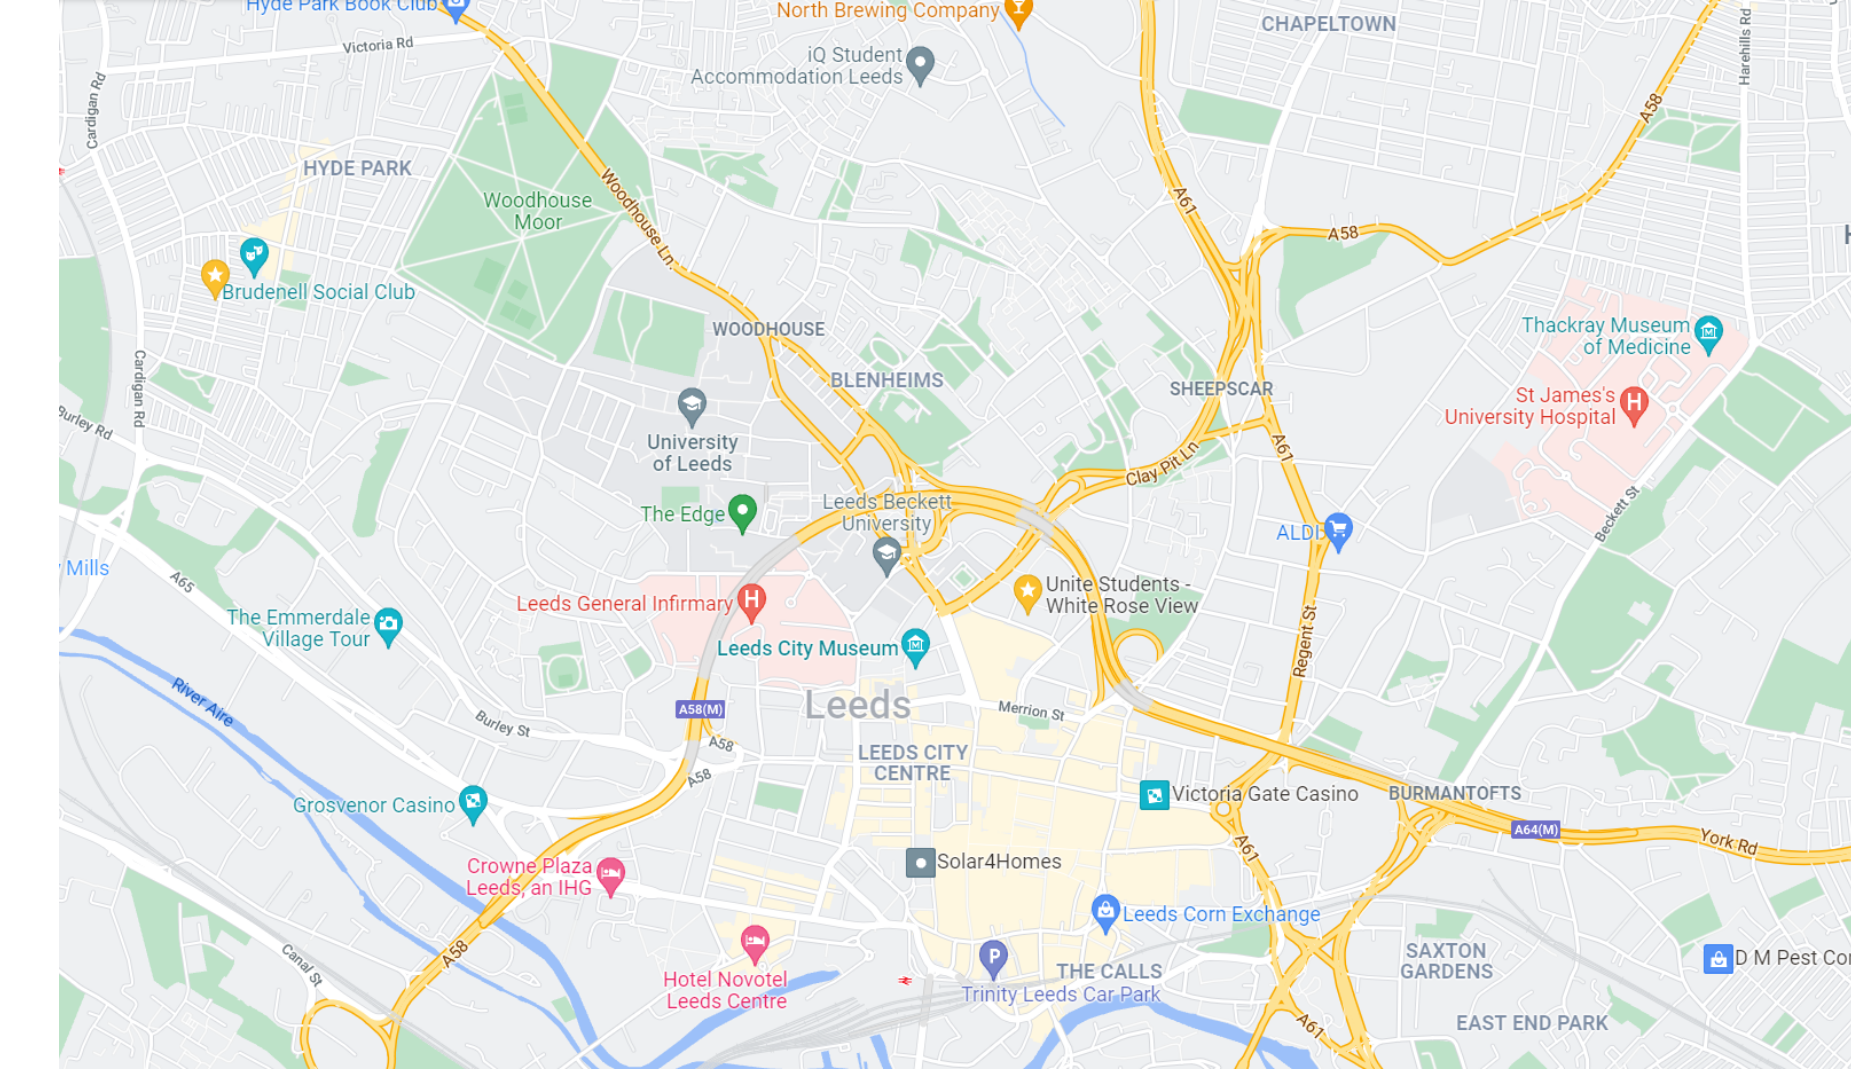 Hyde Park Book Club
North Brewing Company
CHAPELTOWN
Victoria Rd
iQ Student
Accommodation Leeds
Harehills Rd
Cardigan Rd
A58
HYDE PARK
Woodhouse
Moor
Woodhouse Ln.
A61
A58
Brudenell Social Club
WOODHOUSE
Thackray Museum
of Medicine
BLENHEIMS
SHEEPSCAR
Cardigan Rd
St James's
University Hospital
Burley Rd
University
of Leeds
A61
Clay Pit Ln
The Edge
Leeds Beckett
University
Beckett St
ALDI
Mills
A65
Leeds General Infirmary
Unite Students -
White Rose View
The Emmerdale
Village Tour
Leeds City Museum
Regent St
River Aire
Leeds
A58(M)
Merrion St
Burley St
A58
LEEDS CITY
CENTRE
A58
Grosvenor Casino
Victoria Gate Casino
BURMANTOFTS
A64(M)
York Rd
A61
Crowne Plaza
Leeds, an IHG
Solar4Homes
Leeds Corn Exchange
A58
Canal St
Hotel Novotel
Leeds Centre
THE CALLS
Trinity Leeds Car Park
SAXTON
GARDENS
D M Pest Cor
A61
EAST END PARK